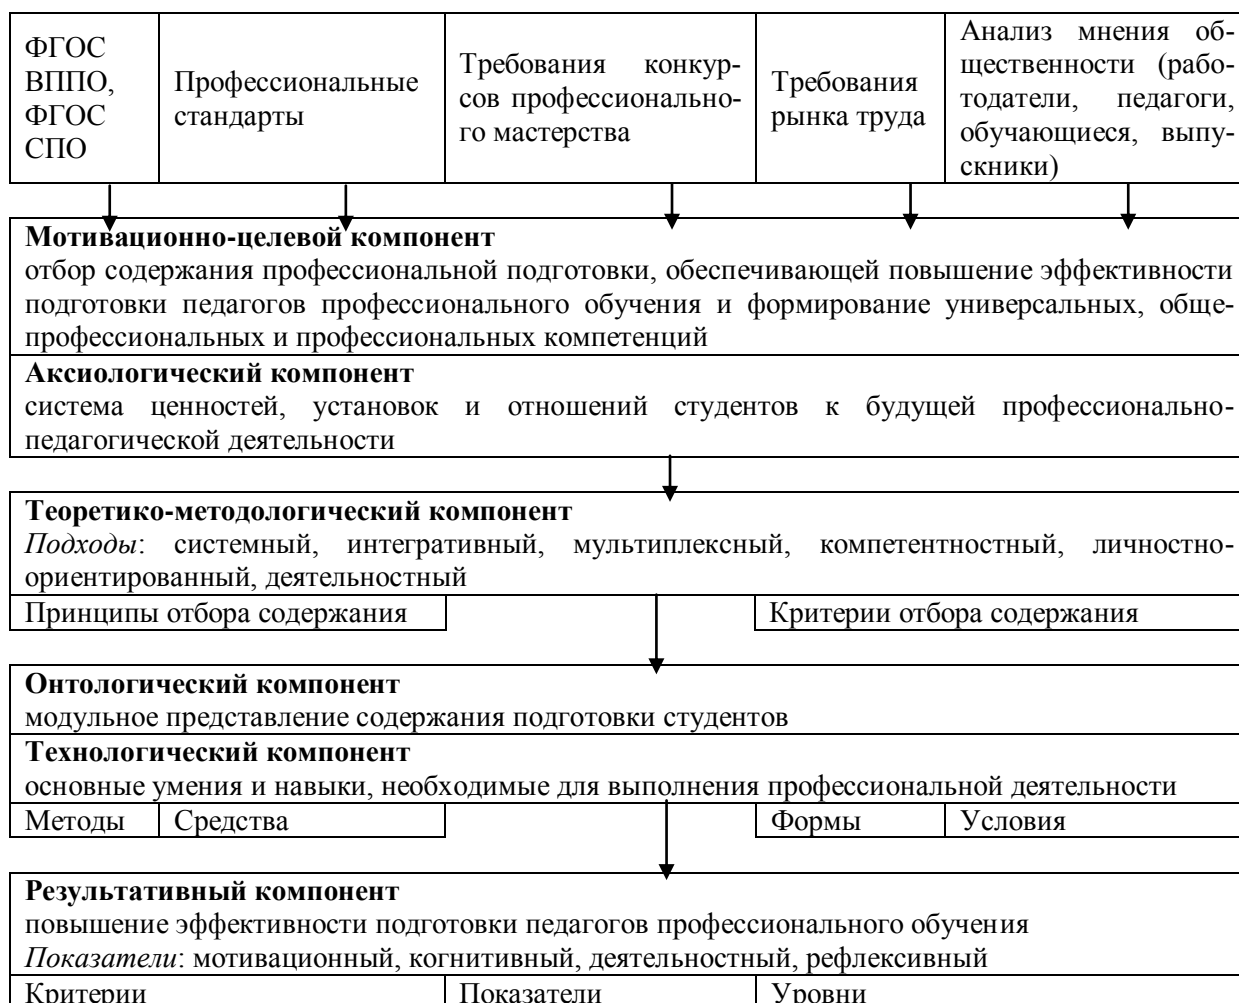 ФГОС
ВППО,
ФГОС
СПО
Профессиональные
стандарты
Требования конкур-
сов профессионально-
го мастерства
Требования
рынка труда
Анализ мнения об-
щественности (рабо-
тодатели, педагоги,
обучающиеся, выпу-
скники)
Мотивационно-целевой компонент
отбор содержания профессиональной подготовки, обеспечивающей повышение эффективности
подготовки педагогов профессионального обучения и формирование универсальных, обще-
профессиональных и профессиональных компетенций
Аксиологический компонент
система ценностей, установок и отношений студентов к будущей профессионально-
педагогической деятельности
Теоретико-методологический компонент
Подходы: системный, интегративный, мультиплексный, компетентностный, личностно-
ориентированный, деятельностный
Принципы отбора содержания
Критерии отбора содержания
Онтологический компонент
модульное представление содержания подготовки студентов
Технологический компонент
основные умения и навыки, необходимые для выполнения профессиональной деятельности
Методы
Средства
Формы
Условия
Результативный компонент
повышение эффективности подготовки педагогов профессионального обучения
Показатели: мотивационный, когнитивный, деятельностный, рефлексивный
Критерии
Показатели
Уровни